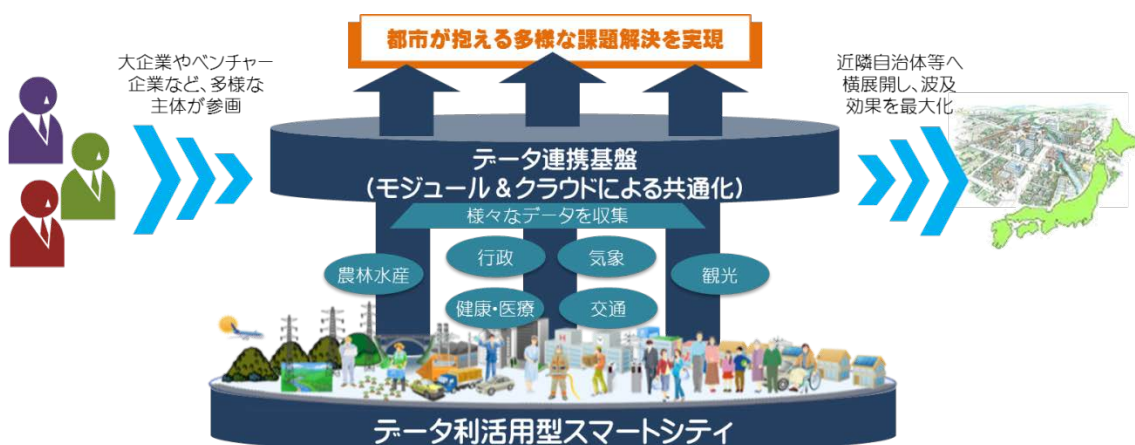 都市が抱える多様な課題解決を実現
大企業やベンチャー
企業など、多様な
主体が参画
近隣自治体等へ
横展開し、波及
効果を最大化
データ連携基盤
(モジュール&クラウドによる共通化)
様々なデータを収集
農林水産
行政
気象
観光
健康・医療
交通
データ利活用型スマートシティ